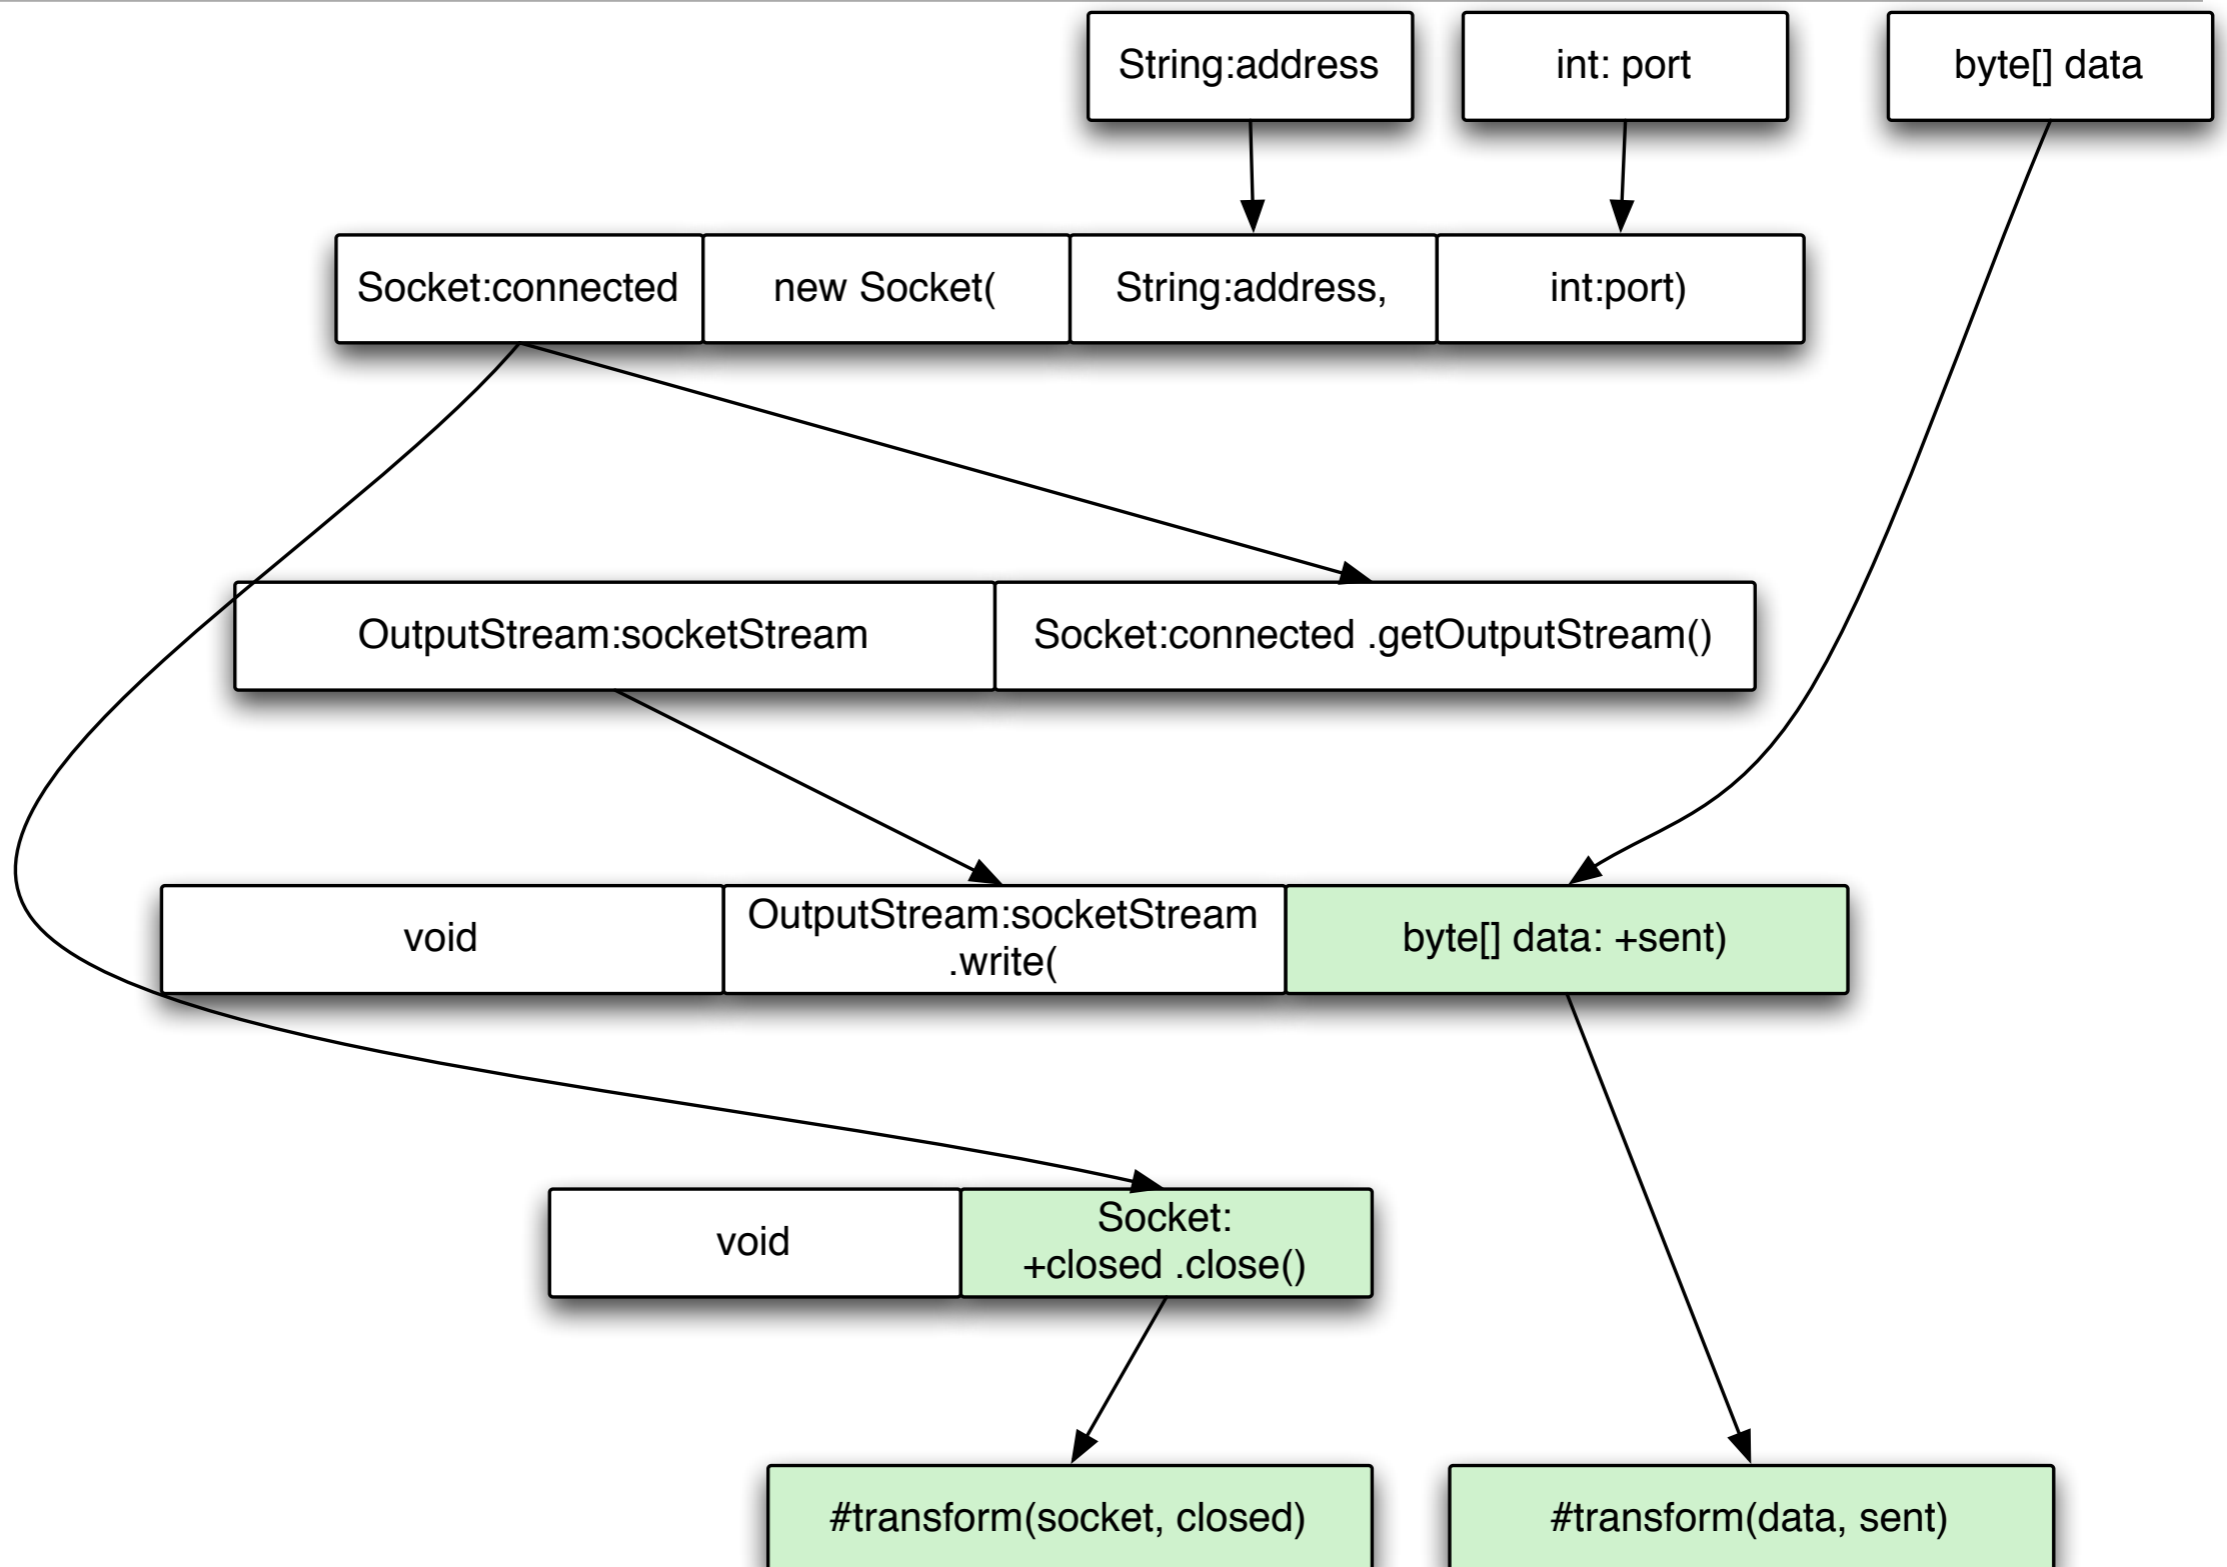 String:address
int: port
byte[] data
Socket:connected
new Socket(
String:address,
int:port)
OutputStream:socketStream
Socket:connected .getOutputStream()
void
OutputStream:socketStream
.write(
byte[] data: +sent)
void
Socket:
+closed .close()
#transform(socket, closed)
#transform(data, sent)